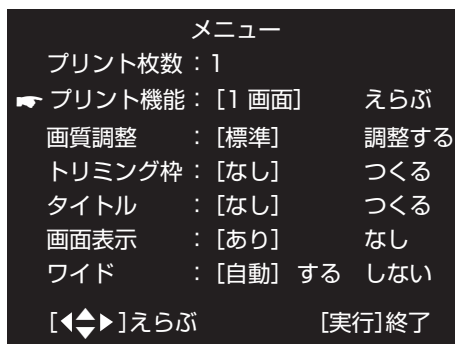 メニュー
プリント枚数：1
☛プリント機能：[1 画面] えらぶ
画質調整：[標準] 調整する
トリミング枠：[なし] つくる
タイトル：[なし] つくる
画面表示：[あり] なし
ワイド：[自動] する しない
[◀◆▶]えらぶ [実行]終了